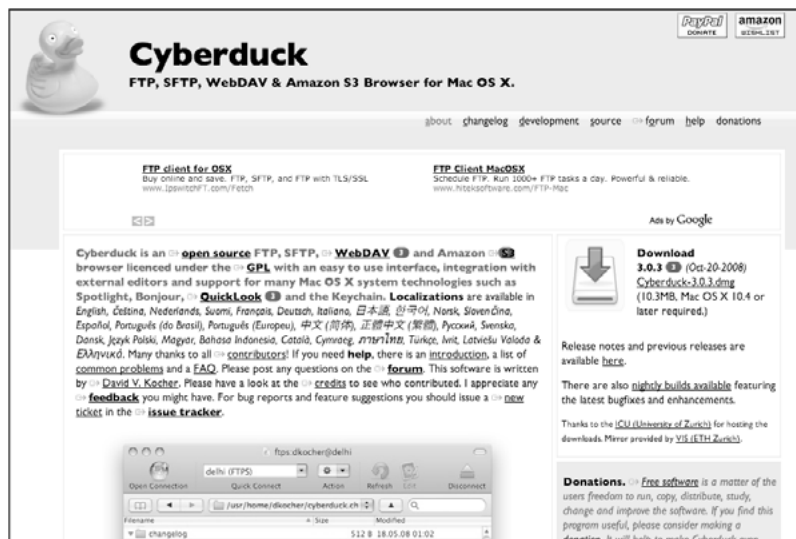 PayPal
DONATE
amazon
WISHLIST
Cyberduck
FTP, SFTP, WebDAV & Amazon S3 Browser for Mac OS X.
about changelog development source forum help donations
FTP client for OSX
Buy online and save. FTP, SFTP, and FTP with TLS/SSL
www.IpswitchFT.com/Fetch
FTP Client MacOSX
Schedule FTP. Run 1000+ FTP tasks a day. Powerful & reliable.
www.hiteksoftware.com/FTP-Mac
Ads by Google
Cyberduck is an open source FTP, SFTP, WebDAV 3 and Amazon S3
browser licenced under the GPL with an easy to use interface, integration with
external editors and support for many Mac OS X system technologies such as
Spotlight, Bonjour, QuickLook 3 and the Keychain. Localizations are available in
English, Čeština, Nederlands, Suomi, Français, Deutsch, Italiano, 日本語, 한국어, Norsk, Slovenčina,
Español, Português (do Brasil), Português (Europeu), 中文 (简体), 正體中文 (繁體), Русский, Svenska,
Dansk, Język Polski, Magyar, Bahasa Indonesia, Català, Cymraeg, ภาษาไทย, Türkçe, Ivrit, Latviešu Valoda &
Ελληνικά. Many thanks to all contributors! If you need help, there is an introduction, a list of
common problems and a FAQ. Please post any questions on the forum. This software is written
by David V. Kocher. Please have a look at the credits to see who contributed. I appreciate any
feedback you might have. For bug reports and feature suggestions you should issue a new
ticket in the issue tracker.
Download
3.0.3 3 (Oct-20-2008)
Cyberduck-3.0.3.dmg
(10.3MB, Mac OS X 10.4 or
later required.)
Release notes and previous releases are
available here.
There are also nightly builds available featuring
the latest bugfixes and enhancements.
Thanks to the ICU (University of Zurich) for hosting the
downloads. Mirror provided by VIS (ETH Zurich).
Donations. Free software is a matter of the
users freedom to run, copy, distribute, study,
change and improve the software. If you find this
program useful, please consider making a
donation. It will help to make Cyberduck even
ftps:dkocher@delhi
delhi (FTPS)
Open Connection Quick Connect Action Refresh Edit Disconnect
/usr/home/dkocher/cyberduck.ch
Filename Size Modified
changelog 512 B 18.05.08 01:02